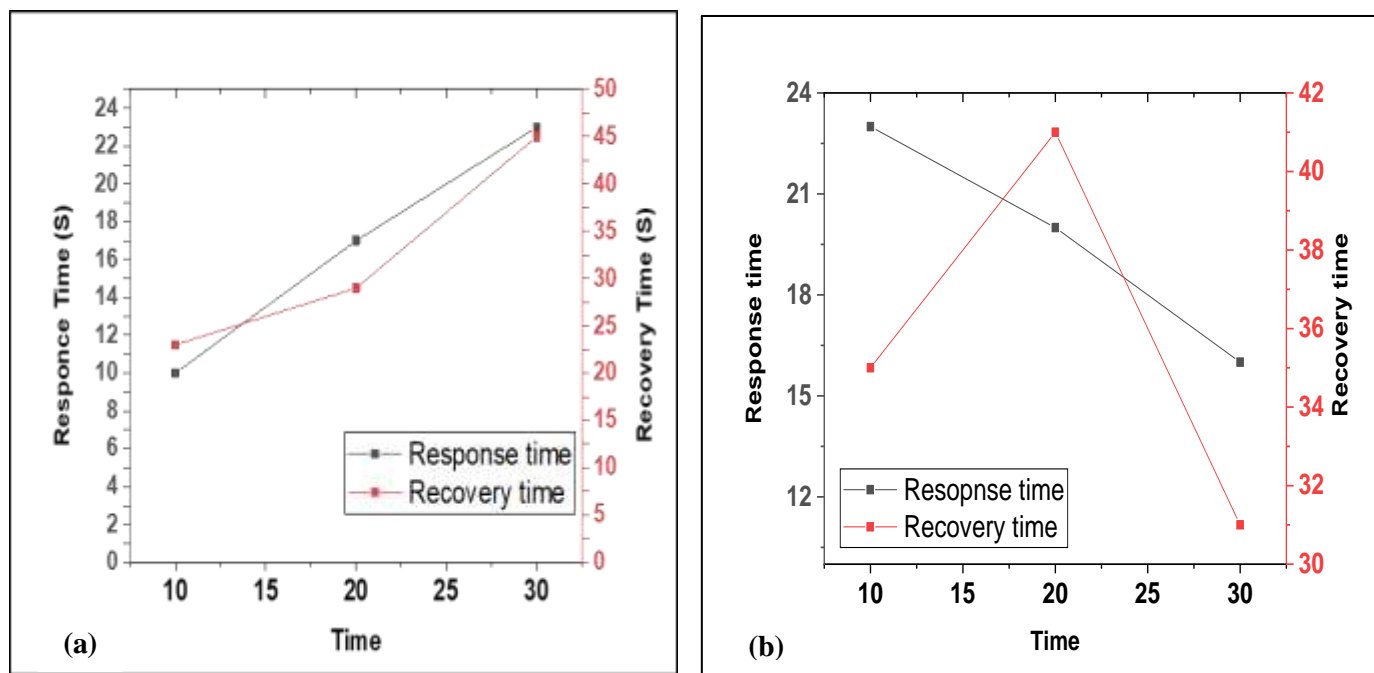 24
22
20
18
16
14
12
10
8
6
4
2
0
Responce Time (S)
50
45
40
35
30
25
20
15
10
5
0
Recovery Time (S)
Response time
Recovery time
10 15 20 25 30
Time
(a)
24
21
18
15
12
Response time
42
40
38
36
34
32
30
Recovery time
Resopnse time
Recovery time
10 15 20 25 30
Time
(b)